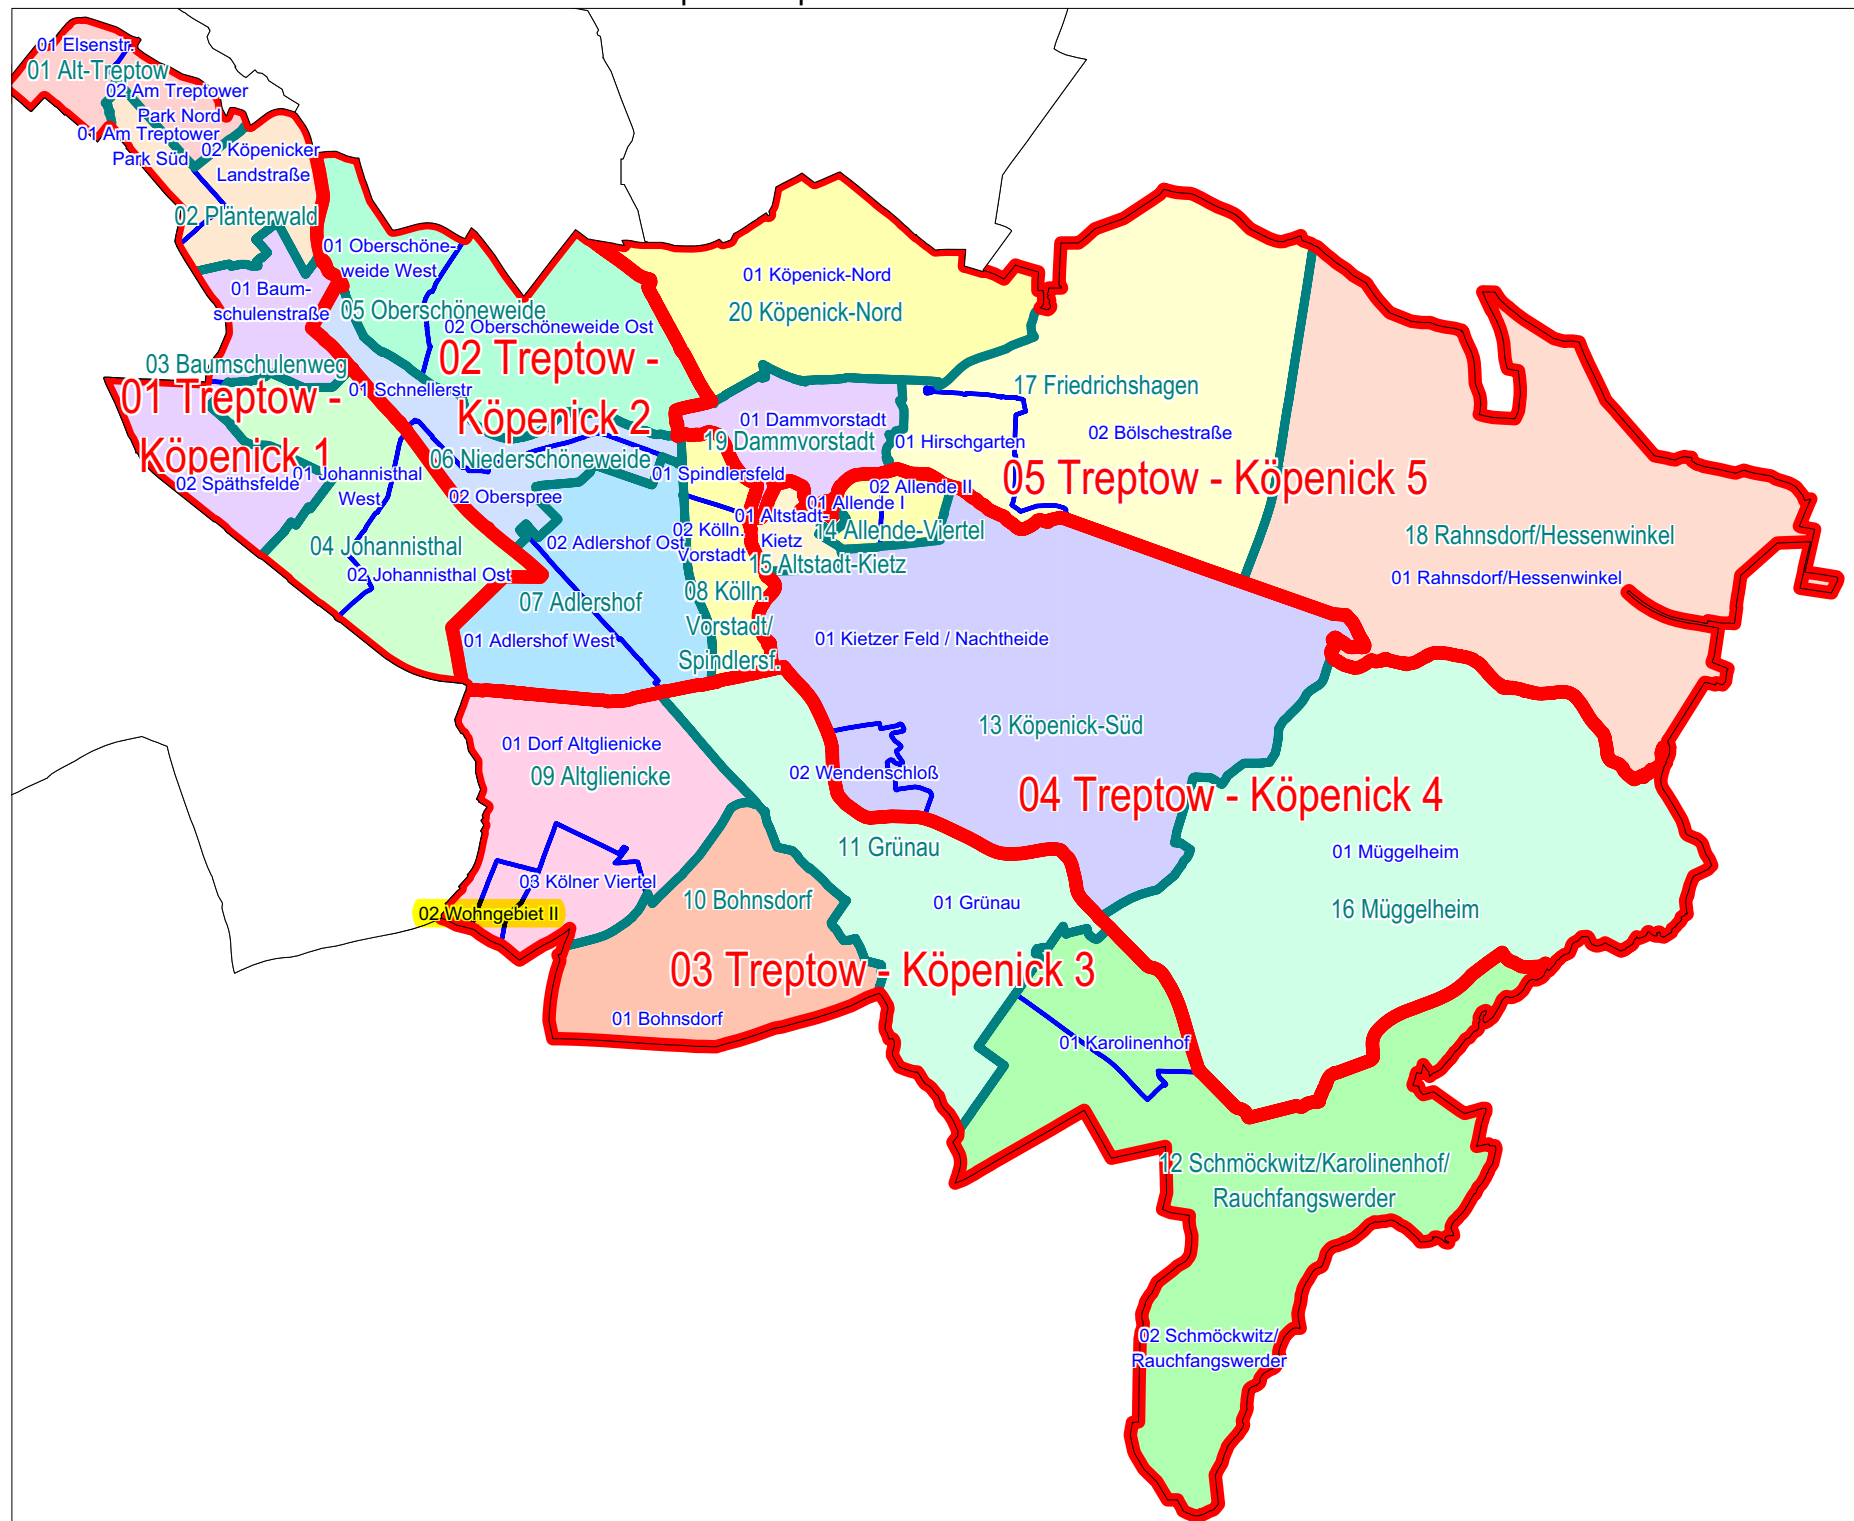 01 Elsenstr.
01 Alt-Treptow
02 Am Treptower
Park Nord
01 Am Treptower
Park Süd
02 Köpenicker
Landstraße
02 Plänterwald
01 Oberschöne-
weide West
01 Baum-
schulenstraße
05 Oberschöneweide
02 Oberschöneweide Ost
03 Baumschulenweg
01 Treptow -
Köpenick 1
02 Treptow -
Köpenick 2
01 Schnellerstr
01 Köpenick-Nord
20 Köpenick-Nord
17 Friedrichshagen
01 Dammvorstadt
19 Dammvorstadt
01 Hirschgarten
02 Bölschestraße
05 Treptow - Köpenick 5
06 Niederschöneweide
01 Johannisthal
West
02 Späthsfelde
01 Spindlersfeld
02 Oberspree
02 Allende II
01 Allende I
01 Altstadt-
Kietz
14 Allende-Viertel
02 Kölln.
Vorstadt
15 Altstadt-Kietz
04 Johannisthal
02 Johannisthal Ost
02 Adlershof Ost
18 Rahnsdorf/Hessenwinkel
01 Rahnsdorf/Hessenwinkel
07 Adlershof
08 Kölln.
Vorstadt/
Spindlersf.
01 Adlershof West
01 Kietzer Feld / Nachtheide
13 Köpenick-Süd
01 Dorf Altglienicke
09 Altglienicke
02 Wendenschloß
04 Treptow - Köpenick 4
11 Grünau
01 Müggelheim
03 Kölner Viertel
02 Wohngebiet II
10 Bohnsdorf
01 Grünau
16 Müggelheim
03 Treptow - Köpenick 3
01 Bohnsdorf
01 Karolinenhof
12 Schmöckwitz/Karolinenhof/
Rauchfangswerder
02 Schmöckwitz/
Rauchfangswerder